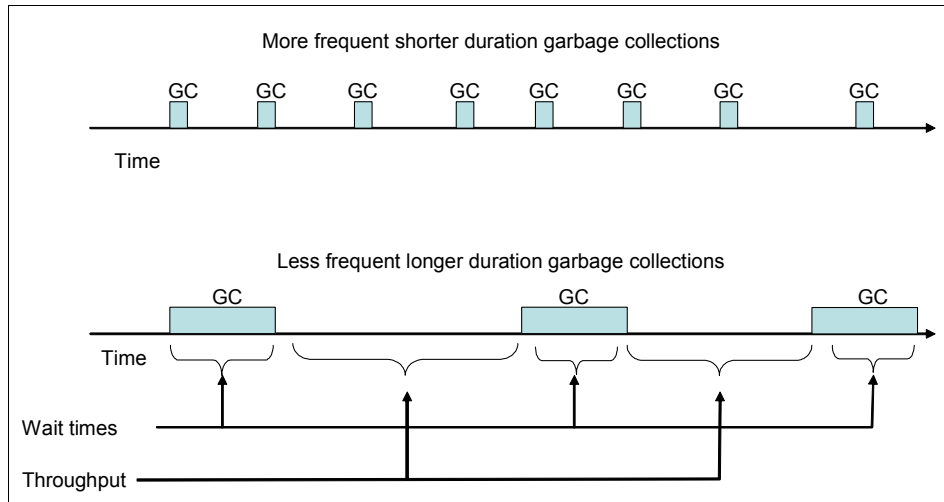 More frequent shorter duration garbage collections
GC GC GC GC GC GC GC GC
Time
Less frequent longer duration garbage collections
GC GC GC
Time
Wait times
Throughput